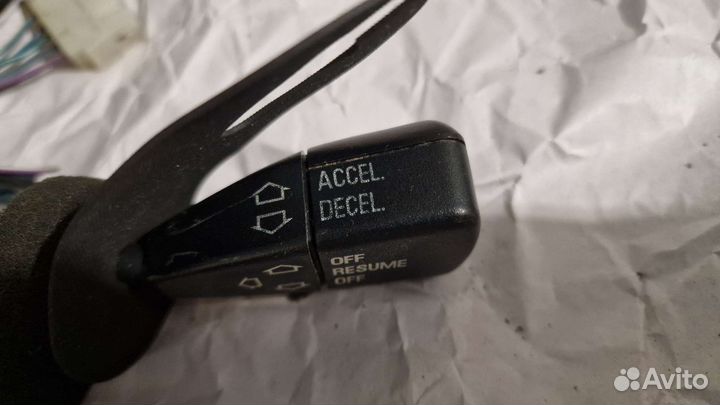 ACCEL.
DECEL.
OFF
RESUME
OFF
Avito